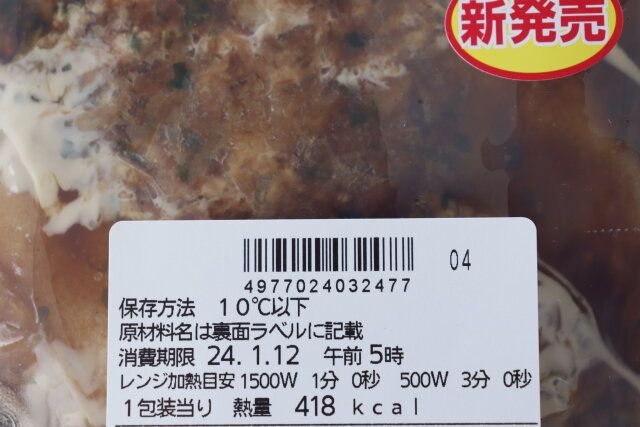 新発売
04
4977024032477
保存方法 10℃以下
原材料名は裏面ラベルに記載
消費期限 24.1.12 午前5時
レンジ加熱目安 1500W 1分 0秒 500W 3分 0秒
1包装当り 熱量 418 kcal